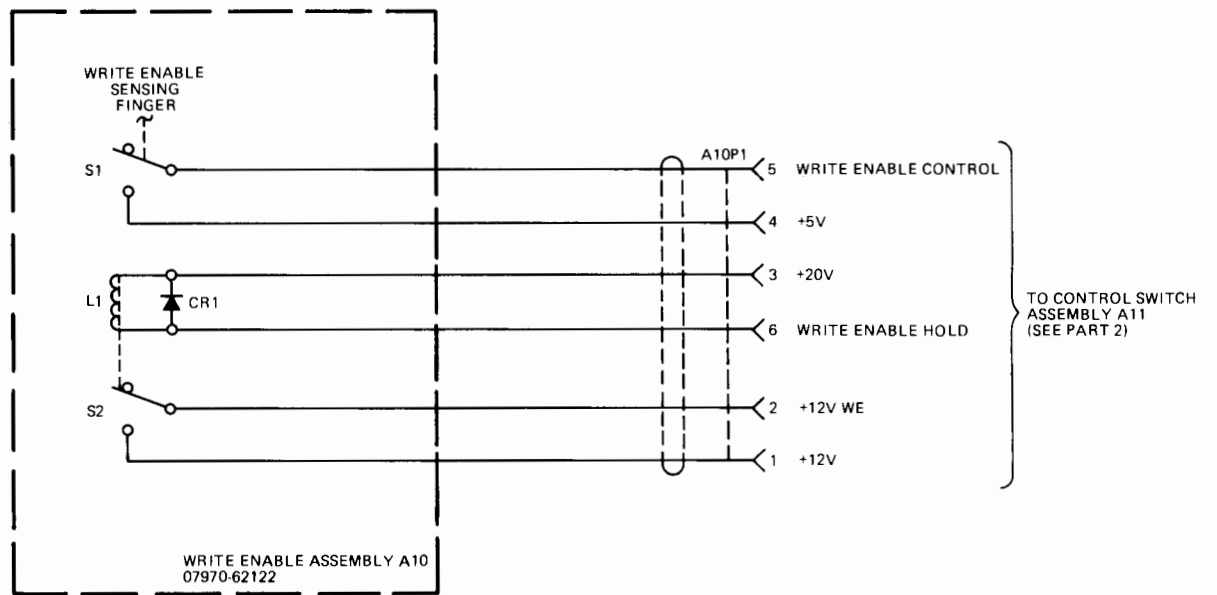 WRITE ENABLE
SENSING
FINGER
S1
A10P1
5 WRITE ENABLE CONTROL
4 +5V
3 +20V
L1
CR1
6 WRITE ENABLE HOLD
TO CONTROL SWITCH
ASSEMBLY A11
(SEE PART 2)
S2
2 +12V WE
1 +12V
WRITE ENABLE ASSEMBLY A10
07970-62122